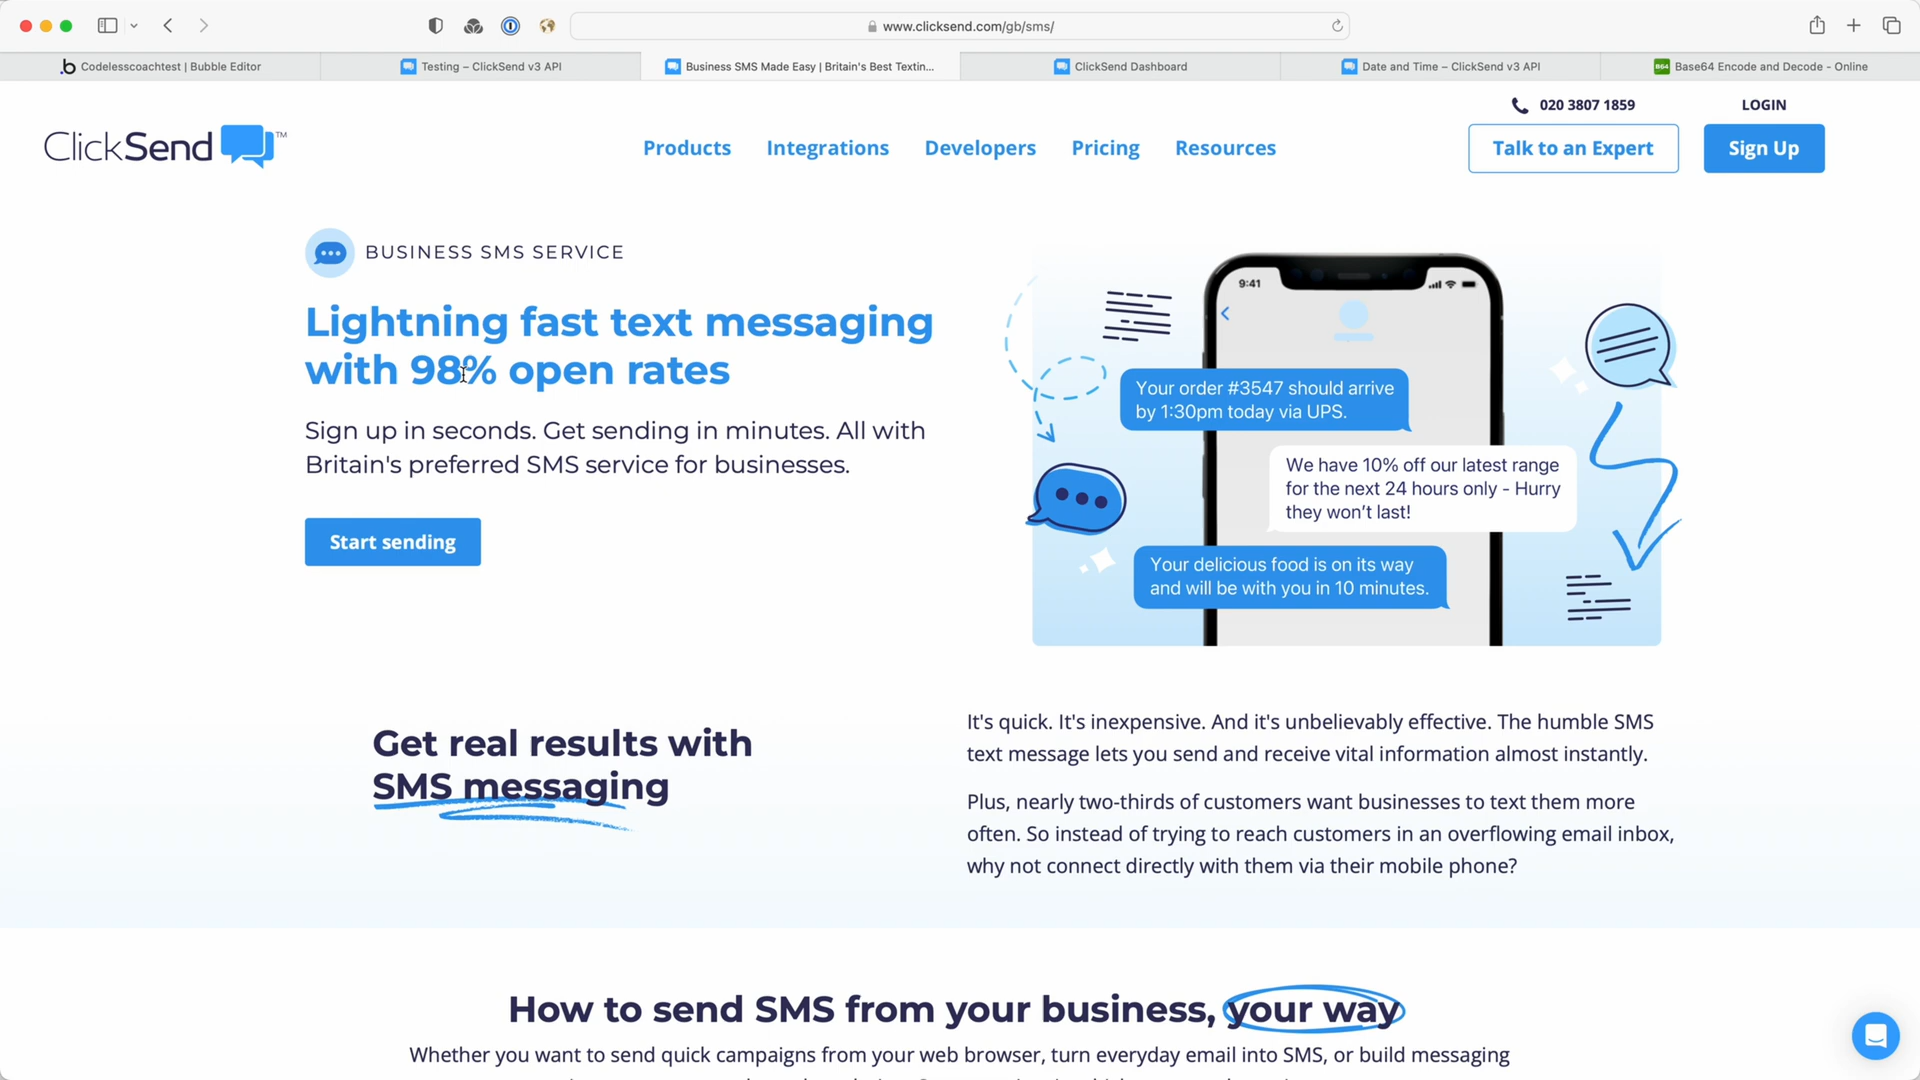 www.clicksend.com/gb/sms/
Codelesscoachtest | Bubble Editor
Testing – ClickSend v3 API
Business SMS Made Easy | Britain's Best Textin...
ClickSend Dashboard
Date and Time – ClickSend v3 API
B64
Base64 Encode and Decode - Online
020 3807 1859
LOGIN
ClickSend™
Products
Integrations
Developers
Pricing
Resources
Talk to an Expert
Sign Up
BUSINESS SMS SERVICE
Lightning fast text messaging
with 98% open rates
Sign up in seconds. Get sending in minutes. All with
Britain's preferred SMS service for businesses.
Start sending
9:41
Your order #3547 should arrive
by 1:30pm today via UPS.
We have 10% off our latest range
for the next 24 hours only - Hurry
they won't last!
Your delicious food is on its way
and will be with you in 10 minutes.
Get real results with
SMS messaging
It's quick. It's inexpensive. And it's unbelievably effective. The humble SMS
text message lets you send and receive vital information almost instantly.
Plus, nearly two-thirds of customers want businesses to text them more
often. So instead of trying to reach customers in an overflowing email inbox,
why not connect directly with them via their mobile phone?
How to send SMS from your business, your way
Whether you want to send quick campaigns from your web browser, turn everyday email into SMS, or build messaging